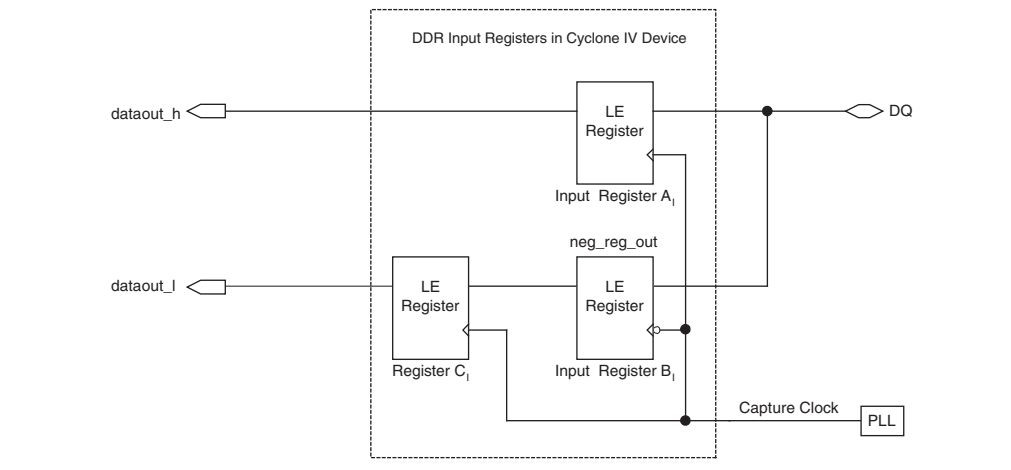 DDR Input Registers in Cyclone IV Device
dataout_h
LE
Register
DQ
Input Register A_I
neg_reg_out
dataout_l
LE
Register
LE
Register
Register C_I
Input Register B_I
Capture Clock
PLL